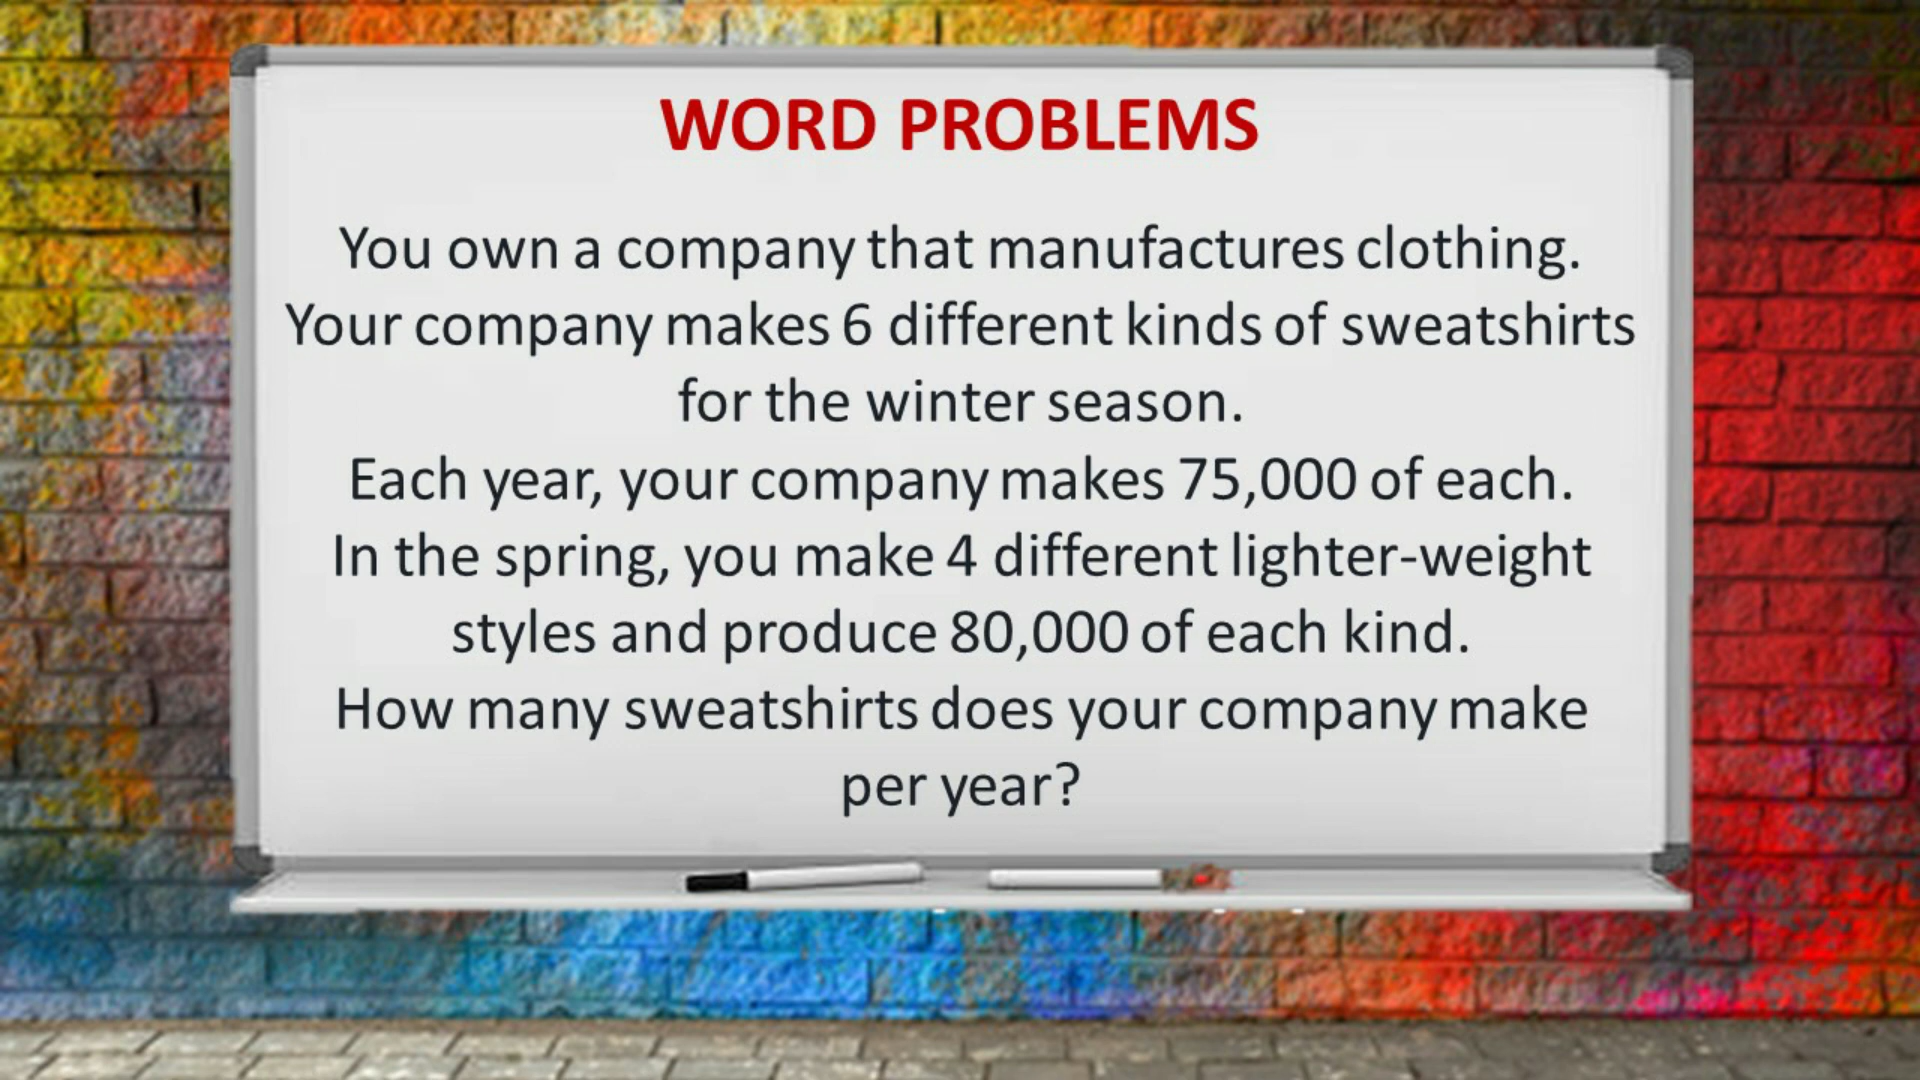 WORD PROBLEMS
You own a company that manufactures clothing.
Your company makes 6 different kinds of sweatshirts
for the winter season.
Each year, your company makes 75,000 of each.
In the spring, you make 4 different lighter-weight
styles and produce 80,000 of each kind.
How many sweatshirts does your company make
per year?